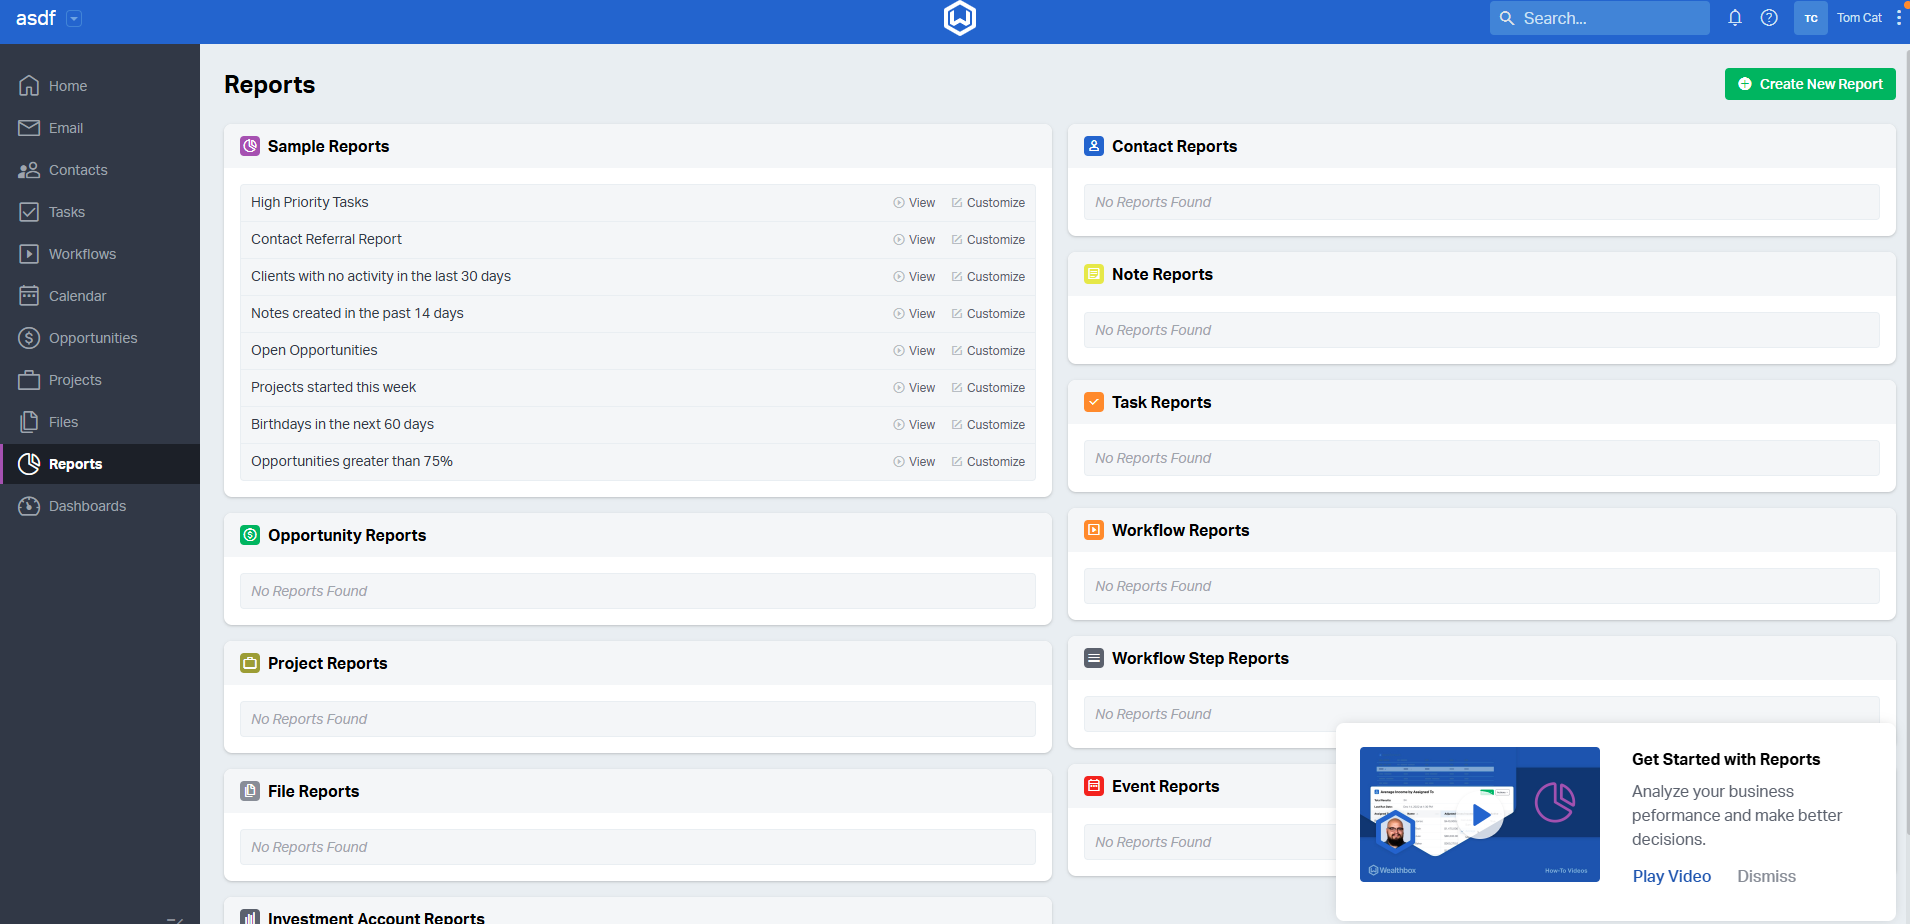 asdf
Search...
TC
Tom Cat
Home
Email
Contacts
Tasks
Workflows
Calendar
Opportunities
Projects
Files
Reports
Dashboards
Reports
Create New Report
Sample Reports
High Priority Tasks View Customize
Contact Referral Report View Customize
Clients with no activity in the last 30 days View Customize
Notes created in the past 14 days View Customize
Open Opportunities View Customize
Projects started this week View Customize
Birthdays in the next 60 days View Customize
Opportunities greater than 75% View Customize
Opportunity Reports
No Reports Found
Project Reports
No Reports Found
File Reports
No Reports Found
Investment Account Reports
Contact Reports
No Reports Found
Note Reports
No Reports Found
Task Reports
No Reports Found
Workflow Reports
No Reports Found
Workflow Step Reports
No Reports Found
Event Reports
No Reports Found
Average Income by Assigned To
Wealthbox
How-To Videos
Get Started with Reports
Analyze your business
peformance and make better
decisions.
Play Video Dismiss